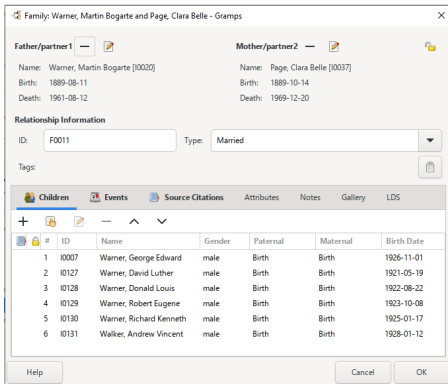 Family: Warner, Martin Bogarte and Page, Clara Belle - Gramps
Father/partner1 Mother/partner2
Name: Warner, Martin Bogarte [I0020] Name: Page, Clara Belle [I0037]
Birth: 1889-08-11 Birth: 1889-10-14
Death: 1961-08-12 Death: 1969-12-20
Relationship Information
ID: F0011 Type: Married
Tags:
Children Events Source Citations Attributes Notes Gallery LDS
# ID Name Gender Paternal Maternal Birth Date
1 I0007 Warner, George Edward male Birth Birth 1926-11-01
2 I0127 Warner, David Luther male Birth Birth 1921-05-19
3 I0128 Warner, Donald Louis male Birth Birth 1922-08-22
4 I0129 Warner, Robert Eugene male Birth Birth 1923-10-08
5 I0130 Warner, Richard Kenneth male Birth Birth 1925-01-17
6 I0131 Walker, Andrew Vincent male Birth Birth 1928-01-12
Help Cancel OK